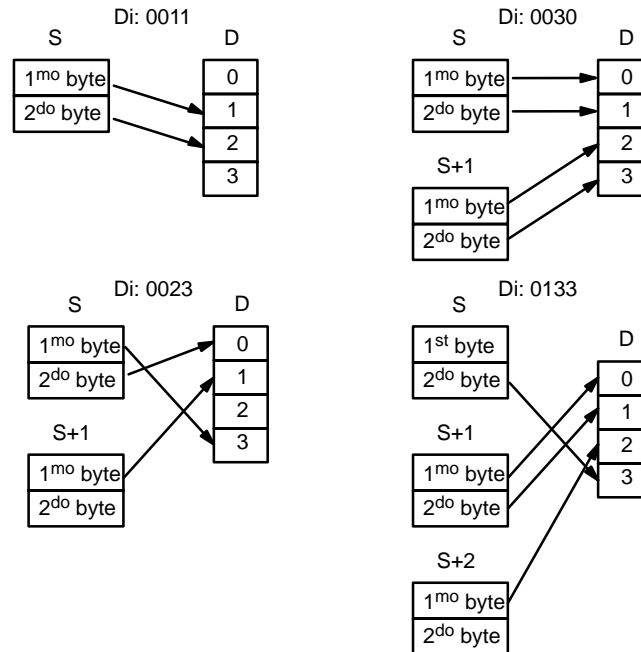 Di: 0011
S
D
1mo byte
2do byte
0
1
2
3
Di: 0030
S
D
1mo byte
2do byte
S+1
1mo byte
2do byte
0
1
2
3
Di: 0023
S
D
1mo byte
2do byte
S+1
1mo byte
2do byte
0
1
2
3
Di: 0133
S
D
1st byte
2do byte
S+1
1mo byte
2do byte
S+2
1mo byte
2do byte
0
1
2
3